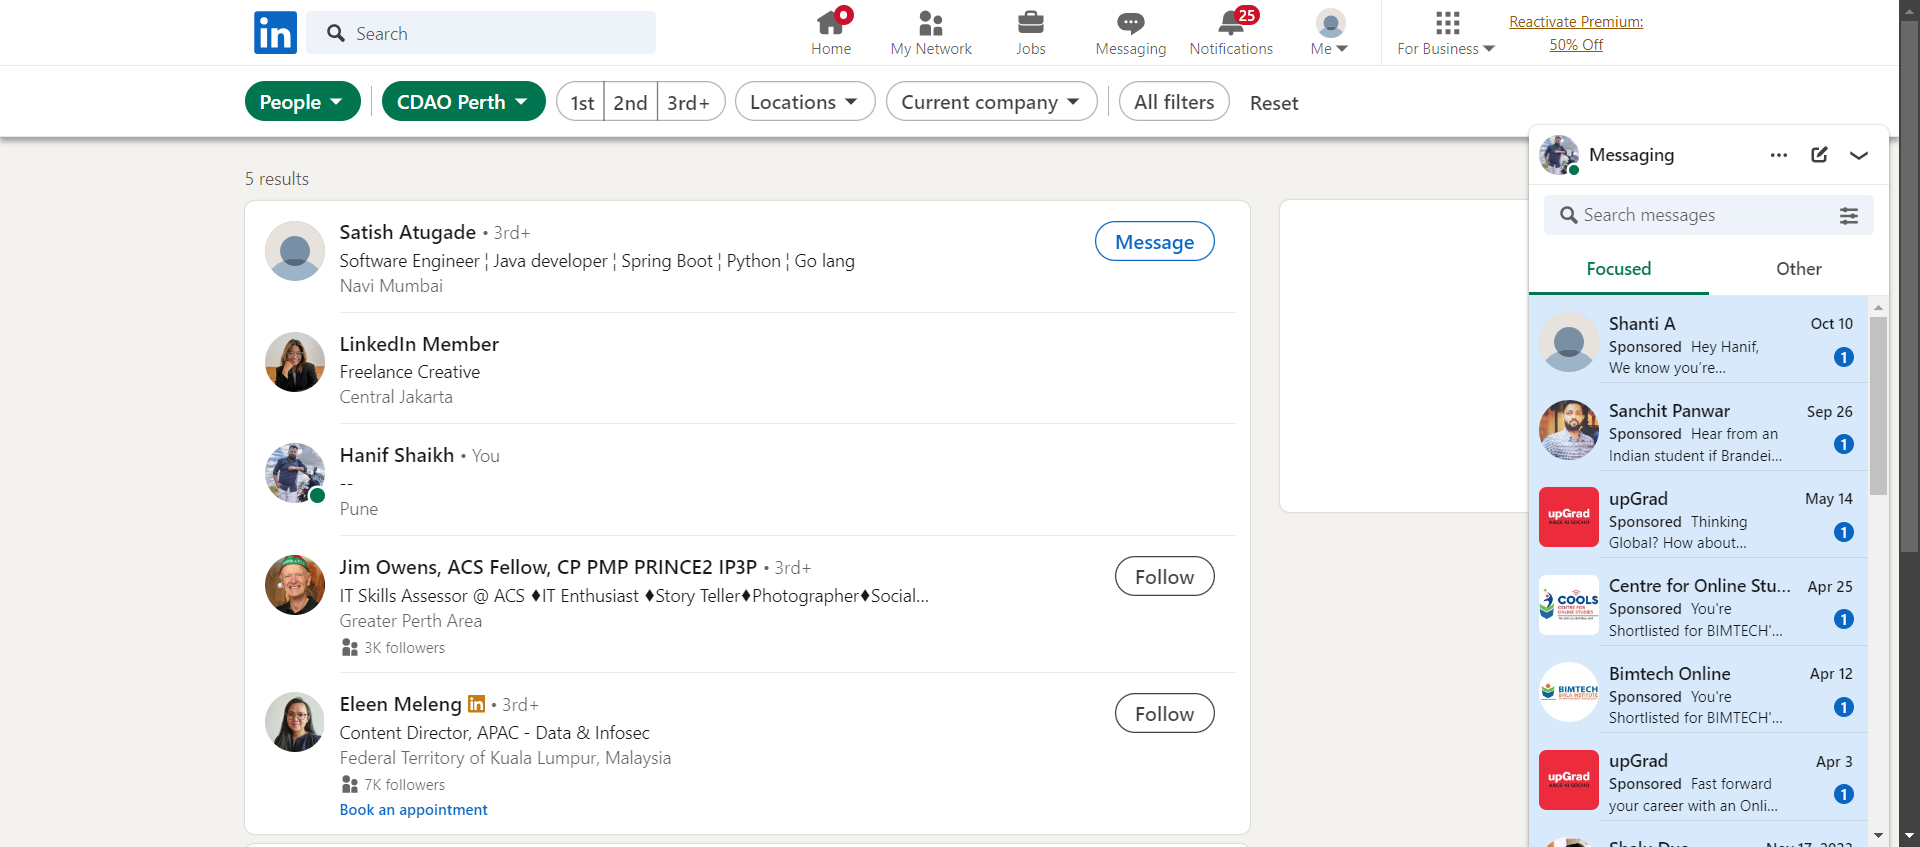 in
Search
Home
My Network
Jobs
Messaging
25
Notifications
Me
For Business
Reactivate Premium:
50% Off
People
CDAO Perth
1st
2nd
3rd+
Locations
Current company
All filters
Reset
5 results
Satish Atugade • 3rd+
Software Engineer ¦ Java developer ¦ Spring Boot ¦ Python ¦ Go lang
Navi Mumbai
Message
LinkedIn Member
Freelance Creative
Central Jakarta
Hanif Shaikh • You
--
Pune
Jim Owens, ACS Fellow, CP PMP PRINCE2 IP3P • 3rd+
IT Skills Assessor @ ACS ♦IT Enthusiast ♦Story Teller♦Photographer♦Social...
Greater Perth Area
3K followers
Follow
Eleen Meleng in • 3rd+
Content Director, APAC - Data & Infosec
Federal Territory of Kuala Lumpur, Malaysia
7K followers
Book an appointment
Follow
Messaging
Search messages
Focused
Other
Shanti A
Oct 10
Sponsored Hey Hanif,
We know you're...
1
Sanchit Panwar
Sep 26
Sponsored Hear from an
Indian student if Brandei...
1
upGrad
upGrad
May 14
Sponsored Thinking
Global? How about...
1
COOLS
CENTRE FOR
ONLINE STUDIES
Centre for Online Stu...
Apr 25
Sponsored You're
Shortlisted for BIMTECH'...
1
BIMTECH
Bimtech Online
Apr 12
Sponsored You're
Shortlisted for BIMTECH'...
1
upGrad
upGrad
Apr 3
Sponsored Fast forward
your career with an Onli...
1